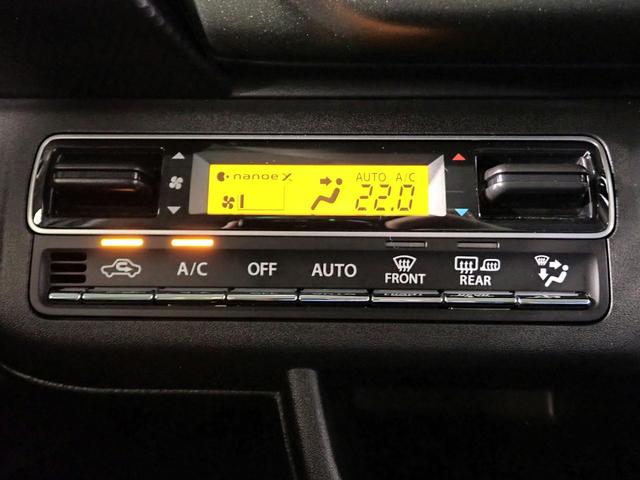 nanoe X AUTO A/C
22.0
A/C OFF AUTO FRONT REAR